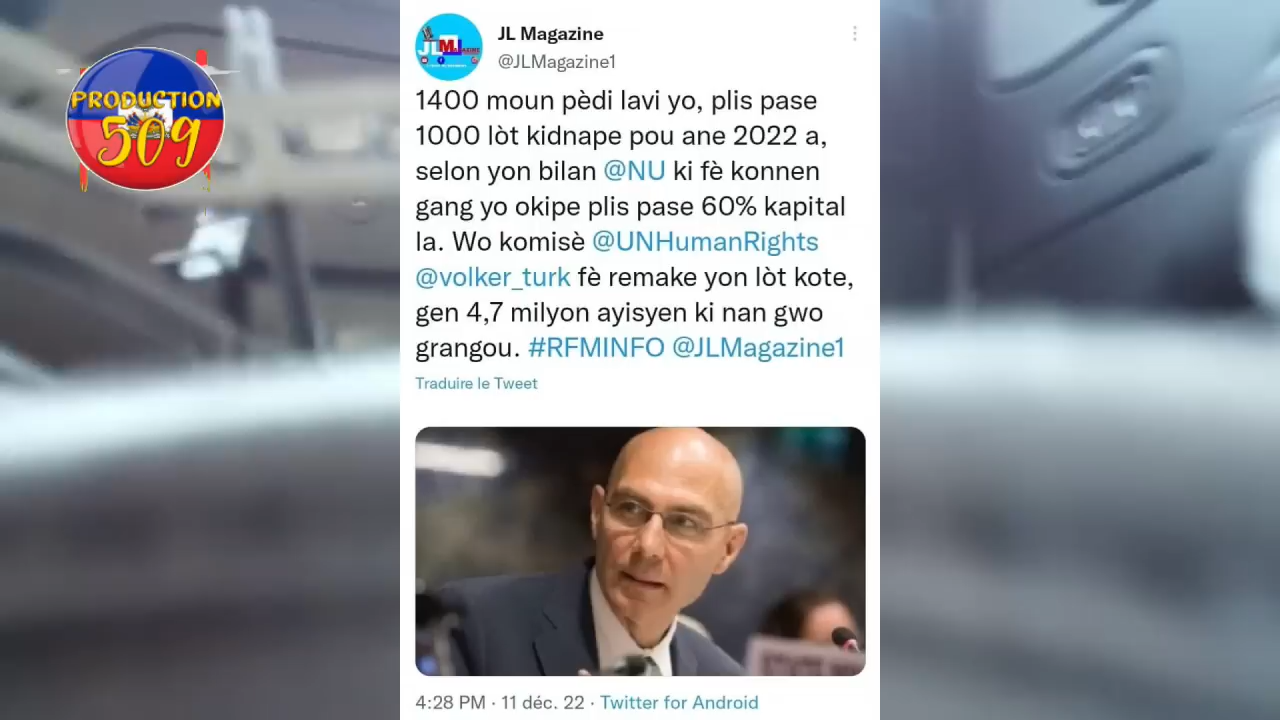 PRODUCTION
509
JL Magazine
@JLMagazine1
1400 moun pèdi lavi yo, plis pase
1000 lòt kidnape pou ane 2022 a,
selon yon bilan @NU ki fè konnen
gang yo okipe plis pase 60% kapital
la. Wo komisè @UNHumanRights
@volker_turk fè remake yon lòt kote,
gen 4,7 milyon ayisyen ki nan gwo
grangou. #RFMINFO @JLMagazine1
Traduire le Tweet
4:28 PM · 11 déc. 22 · Twitter for Android